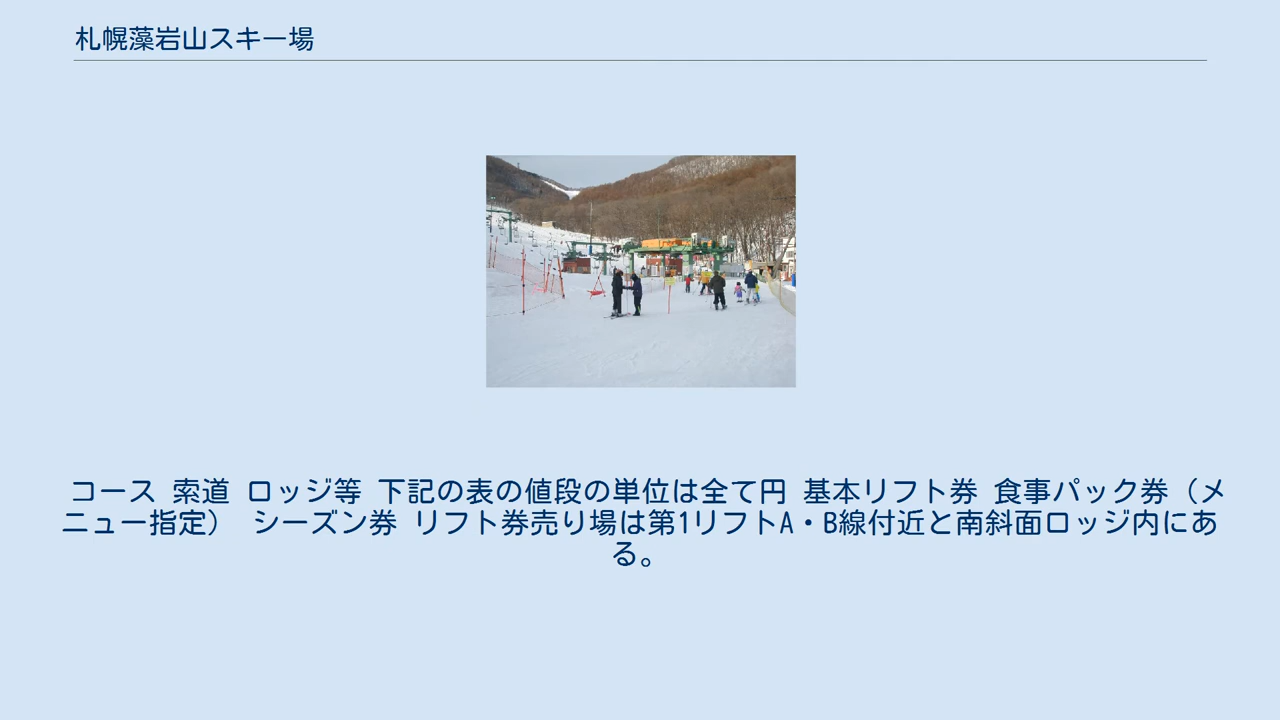 札幌藻岩山スキー場
コース 索道 ロッジ等 下記の表の値段の単位は全て円 基本リフト券 食事パック券（メ
ニュー指定） シーズン券 リフト券売り場は第1リフトA・B線付近と南斜面ロッジ内にあ
る。